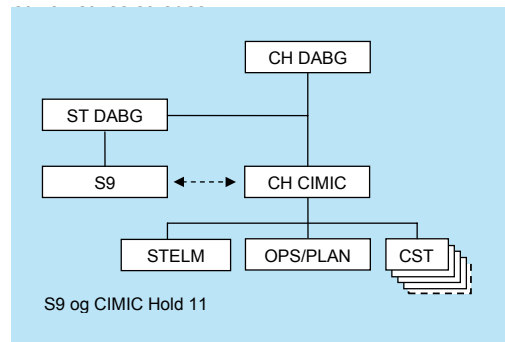 CH DABG
ST DABG
S9
CH CIMIC
STELM
OPS/PLAN
CST
S9 og CIMIC Hold 11